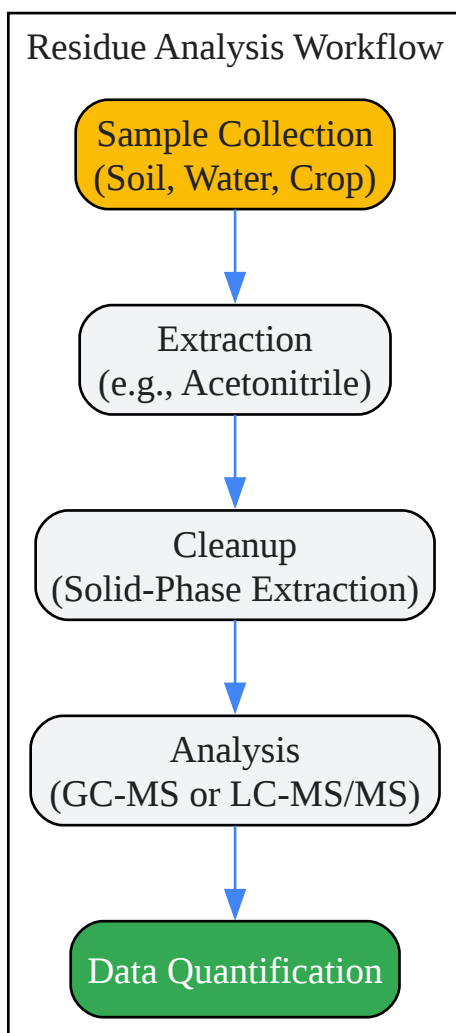 Residue Analysis Workflow
Sample Collection
(Soil, Water, Crop)
Extraction
(e.g., Acetonitrile)
Cleanup
(Solid-Phase Extraction)
Analysis
(GC-MS or LC-MS/MS)
Data Quantification